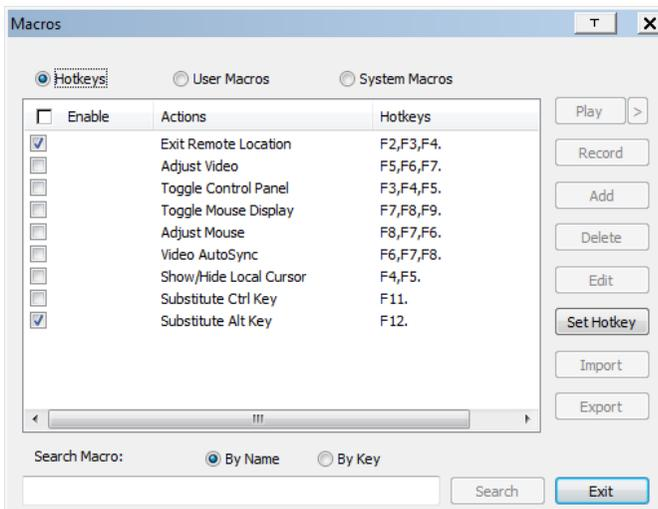 Macros T X
Hotkeys User Macros System Macros
Enable Actions Hotkeys Play >
Exit Remote Location F2,F3,F4.
Adjust Video F5,F6,F7. Record
Toggle Control Panel F3,F4,F5.
Toggle Mouse Display F7,F8,F9. Add
Adjust Mouse F8,F7,F6. Delete
Video AutoSync F6,F7,F8.
Show/Hide Local Cursor F4,F5. Edit
Substitute Ctrl Key F11.
Substitute Alt Key F12. Set Hotkey
Import
Export
Search Macro: By Name By Key
Search Exit